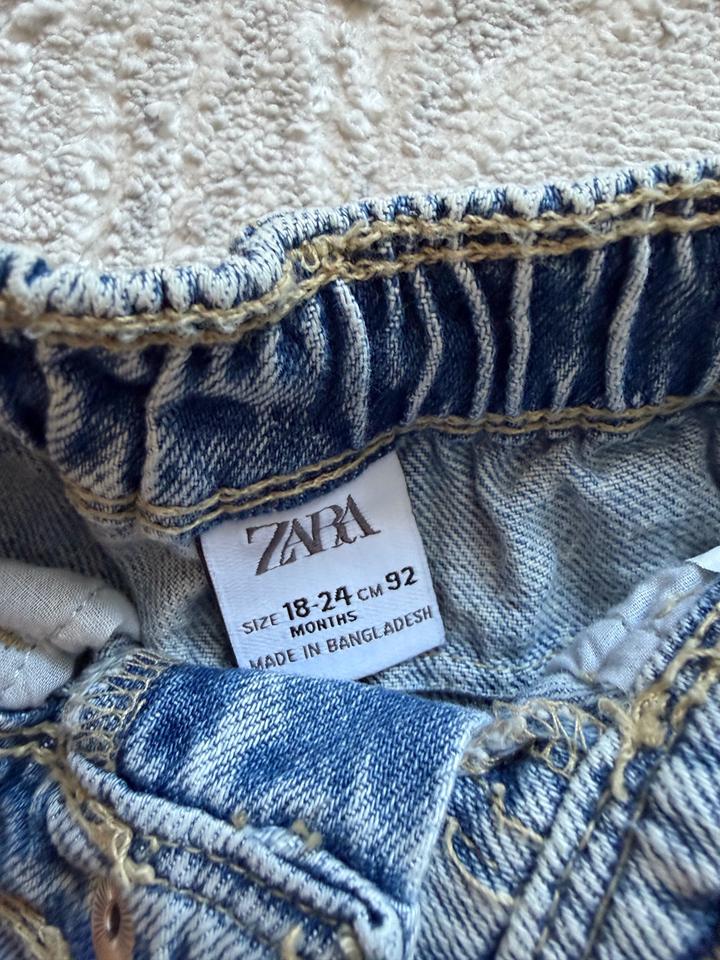 ZARA
SIZE 18-24 CM 92
MONTHS
MADE IN BANGLADESH